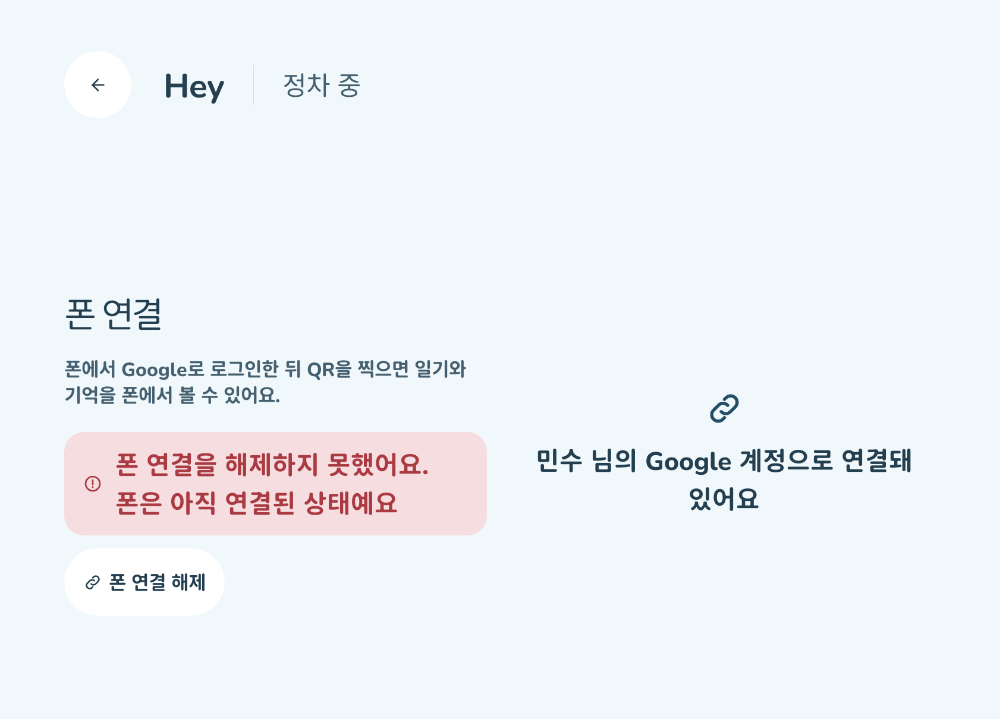 Hey
정차 중
폰 연결
폰에서 Google로 로그인한 뒤 QR을 찍으면 일기와
기억을 폰에서 볼 수 있어요.
폰 연결을 해제하지 못했어요.
폰은 아직 연결된 상태예요
폰 연결 해제
민수 님의 Google 계정으로 연결돼
있어요